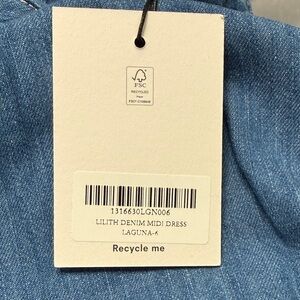 FSC
RECYCLED
1316630LGN006
LILITH DENIM MIDI DRESS
LAGUNA-6
Recycle me